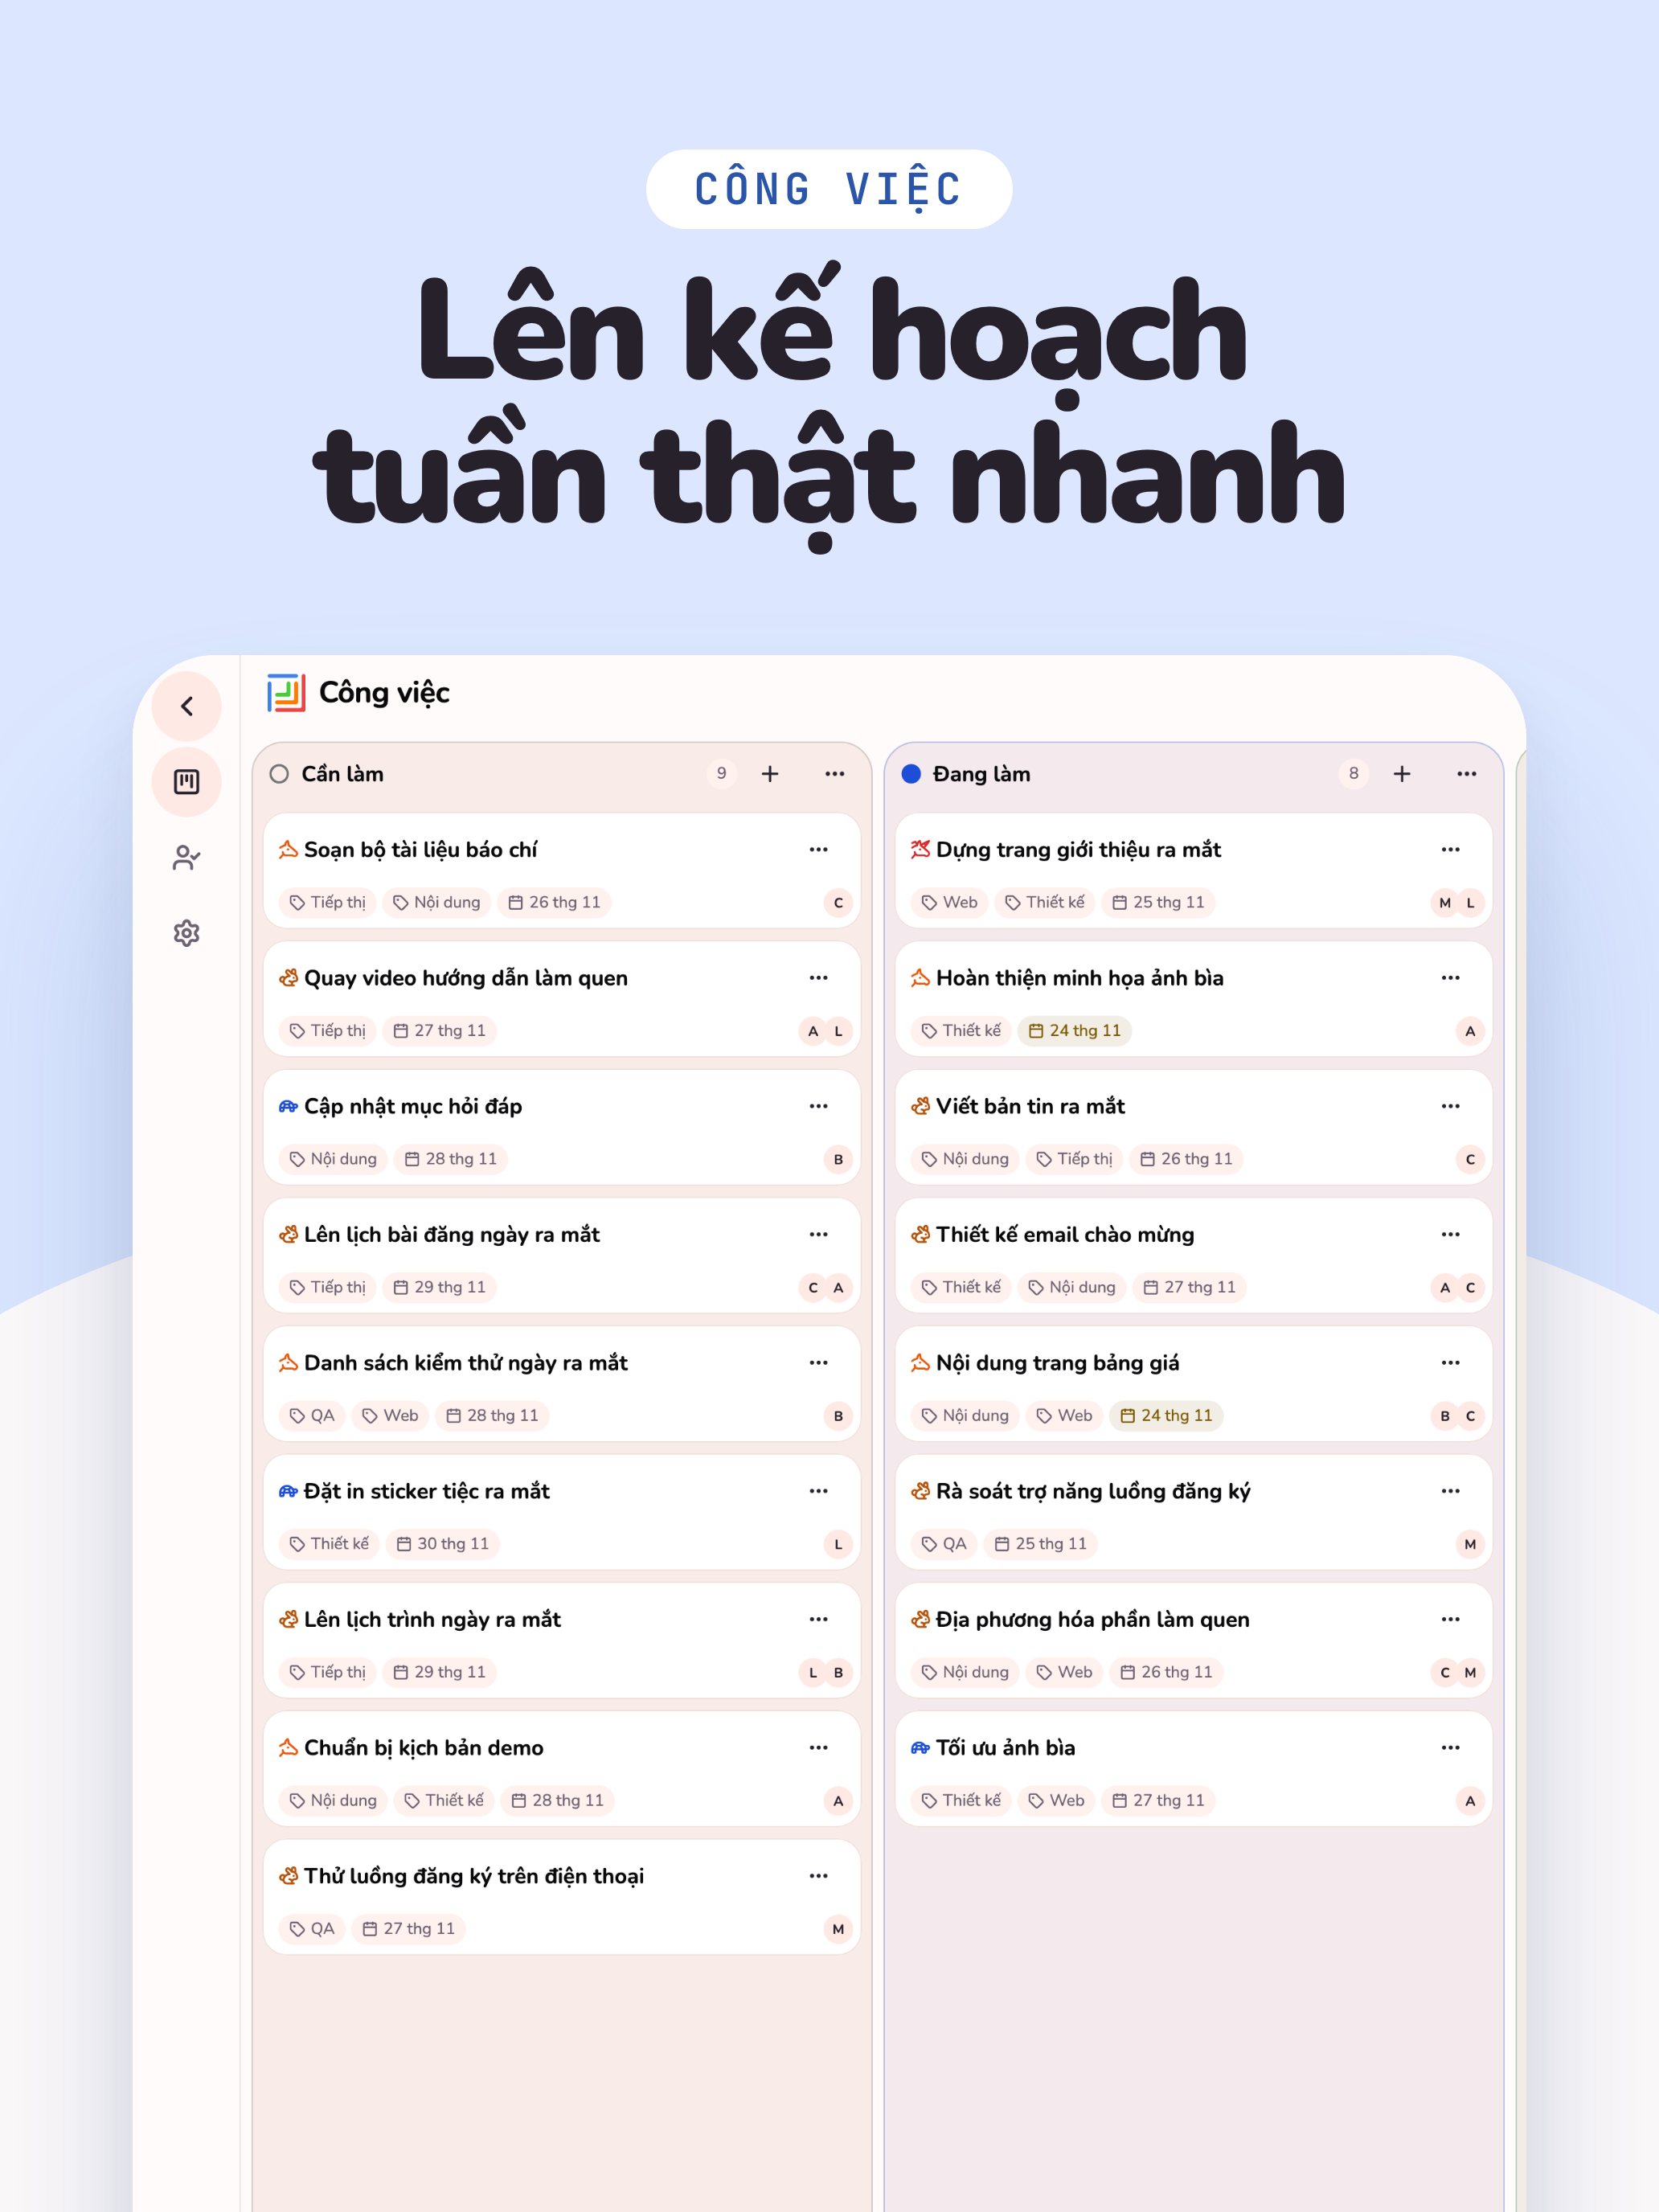 CÔNG VIỆC
Lên kế hoạch
tuần thật nhanh
Công việc
Cần làm 9
Soạn bộ tài liệu báo chí
Tiếp thị Nội dung 26 thg 11 C
Quay video hướng dẫn làm quen
Tiếp thị 27 thg 11 A L
Cập nhật mục hỏi đáp
Nội dung 28 thg 11 B
Lên lịch bài đăng ngày ra mắt
Tiếp thị 29 thg 11 C A
Danh sách kiểm thử ngày ra mắt
QA Web 28 thg 11 B
Đặt in sticker tiệc ra mắt
Thiết kế 30 thg 11 L
Lên lịch trình ngày ra mắt
Tiếp thị 29 thg 11 L B
Chuẩn bị kịch bản demo
Nội dung Thiết kế 28 thg 11 A
Thử luồng đăng ký trên điện thoại
QA 27 thg 11 M
Đang làm 8
Dựng trang giới thiệu ra mắt
Web Thiết kế 25 thg 11 M L
Hoàn thiện minh họa ảnh bìa
Thiết kế 24 thg 11 A
Viết bản tin ra mắt
Nội dung Tiếp thị 26 thg 11 C
Thiết kế email chào mừng
Thiết kế Nội dung 27 thg 11 A C
Nội dung trang bảng giá
Nội dung Web 24 thg 11 B C
Rà soát trợ năng luồng đăng ký
QA 25 thg 11 M
Địa phương hóa phần làm quen
Nội dung Web 26 thg 11 C M
Tối ưu ảnh bìa
Thiết kế Web 27 thg 11 A